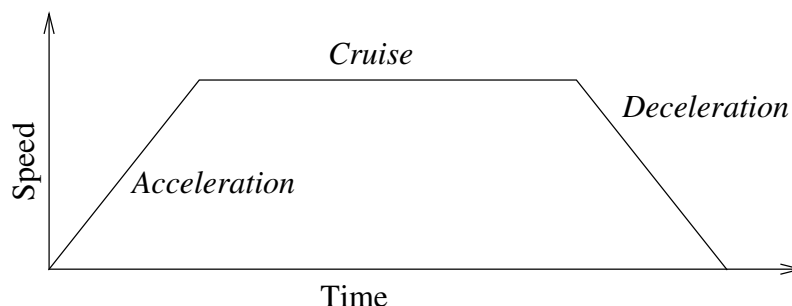 Cruise
Deceleration
Speed
Acceleration
Time